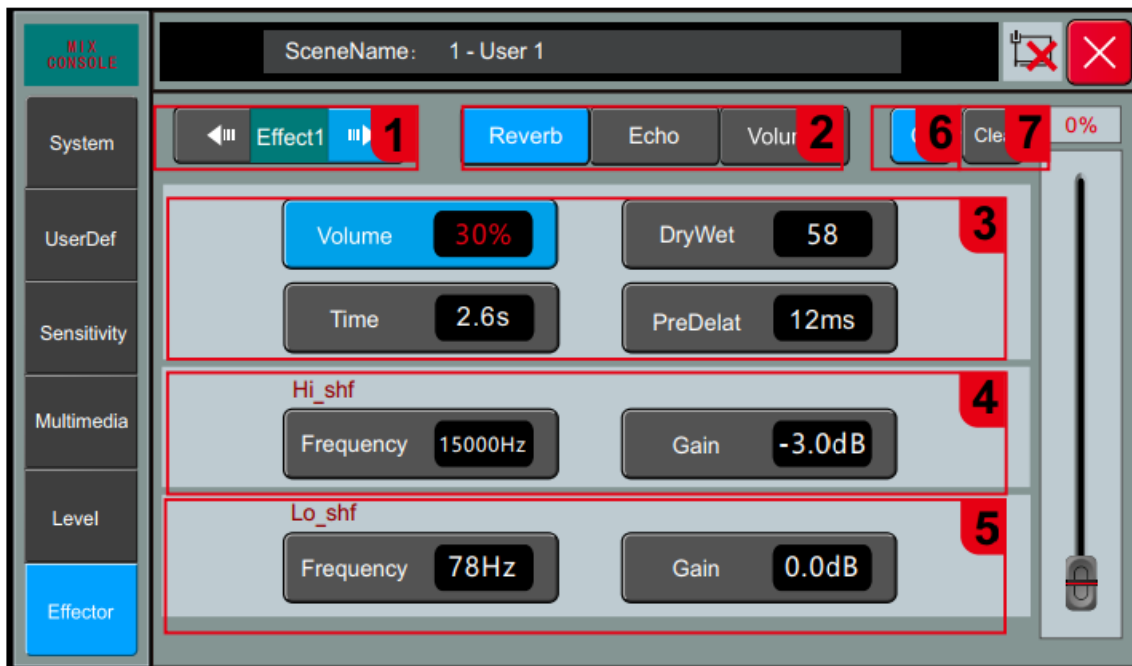 MIX
CONSOLE
SceneName: 1 - User 1
System
UserDef
Sensitivity
Multimedia
Level
Effector
Effect1
1
Reverb
Echo
2
6
7
0%
Volume 30%
DryWet 58
3
Time 2.6s
PreDelat 12ms
Hi_shf
4
Frequency 15000Hz
Gain -3.0dB
Lo_shf
5
Frequency 78Hz
Gain 0.0dB